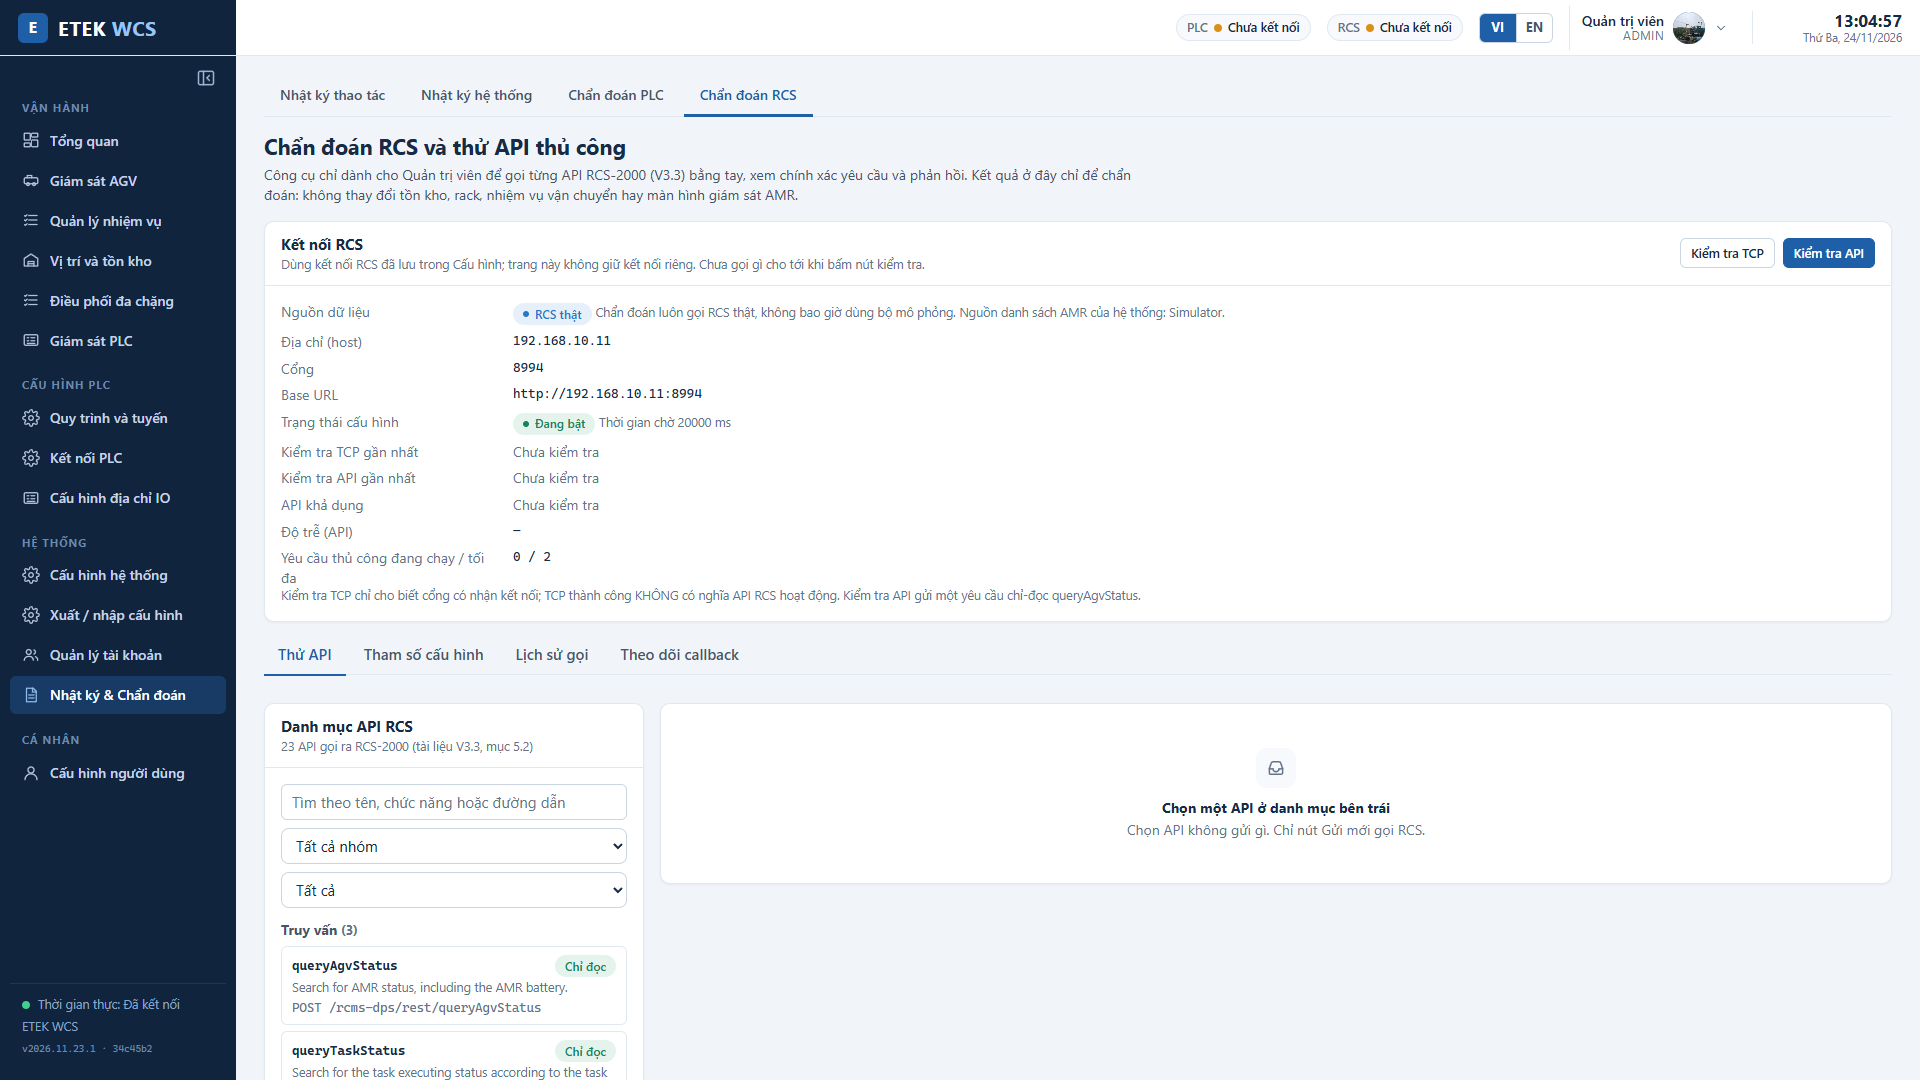 E ETEK WCS
PLC Chưa kết nối
RCS Chưa kết nối
VI EN
Quản trị viên
ADMIN
13:04:57
Thứ Ba, 24/11/2026
VẬN HÀNH
Tổng quan
Giám sát AGV
Quản lý nhiệm vụ
Vị trí và tồn kho
Điều phối đa chặng
Giám sát PLC
CẤU HÌNH PLC
Quy trình và tuyến
Kết nối PLC
Cấu hình địa chỉ IO
HỆ THỐNG
Cấu hình hệ thống
Xuất / nhập cấu hình
Quản lý tài khoản
Nhật ký & Chẩn đoán
CÁ NHÂN
Cấu hình người dùng
Thời gian thực: Đã kết nối
ETEK WCS
v2026.11.23.1 · 34c45b2
Nhật ký thao tác
Nhật ký hệ thống
Chẩn đoán PLC
Chẩn đoán RCS
Chẩn đoán RCS và thử API thủ công
Công cụ chỉ dành cho Quản trị viên để gọi từng API RCS-2000 (V3.3) bằng tay, xem chính xác yêu cầu và phản hồi. Kết quả ở đây chỉ để chẩn
đoán: không thay đổi tồn kho, rack, nhiệm vụ vận chuyển hay màn hình giám sát AMR.
Kết nối RCS
Dùng kết nối RCS đã lưu trong Cấu hình; trang này không giữ kết nối riêng. Chưa gọi gì cho tới khi bấm nút kiểm tra.
Kiểm tra TCP
Kiểm tra API
Nguồn dữ liệu
RCS thật Chẩn đoán luôn gọi RCS thật, không bao giờ dùng bộ mô phỏng. Nguồn danh sách AMR của hệ thống: Simulator.
Địa chỉ (host)
192.168.10.11
Cổng
8994
Base URL
http://192.168.10.11:8994
Trạng thái cấu hình
Đang bật Thời gian chờ 20000 ms
Kiểm tra TCP gần nhất
Chưa kiểm tra
Kiểm tra API gần nhất
Chưa kiểm tra
API khả dụng
Chưa kiểm tra
Độ trễ (API)
—
Yêu cầu thủ công đang chạy / tối
đa
0 / 2
Kiểm tra TCP chỉ cho biết cổng có nhận kết nối; TCP thành công KHÔNG có nghĩa API RCS hoạt động. Kiểm tra API gửi một yêu cầu chỉ-đọc queryAgvStatus.
Thử API
Tham số cấu hình
Lịch sử gọi
Theo dõi callback
Danh mục API RCS
23 API gọi ra RCS-2000 (tài liệu V3.3, mục 5.2)
Tìm theo tên, chức năng hoặc đường dẫn
Tất cả nhóm
Tất cả
Truy vấn (3)
queryAgvStatus
Chỉ đọc
Search for AMR status, including the AMR battery.
POST /rcms-dps/rest/queryAgvStatus
queryTaskStatus
Chỉ đọc
Search for the task executing status according to the task
Chọn một API ở danh mục bên trái
Chọn API không gửi gì. Chỉ nút Gửi mới gọi RCS.